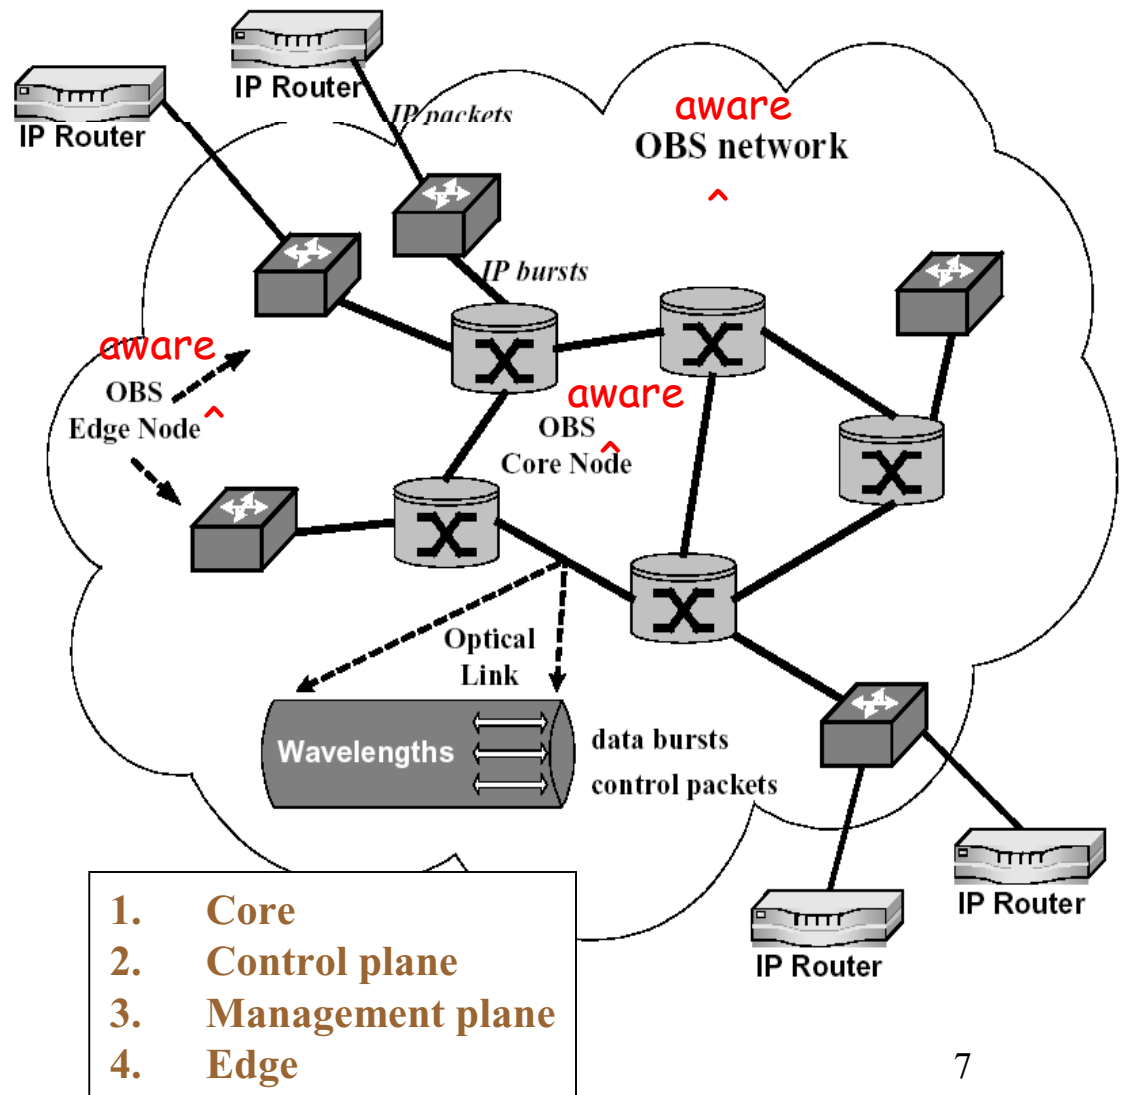 IP Router
IP Router
IP packets
aware
OBS network
^
IP bursts
aware
OBS
Edge Node^
aware
OBS
^
Core Node
Optical
Link
Wavelengths
data bursts
control packets
IP Router
IP Router
1. Core
2. Control plane
3. Management plane
4. Edge
7